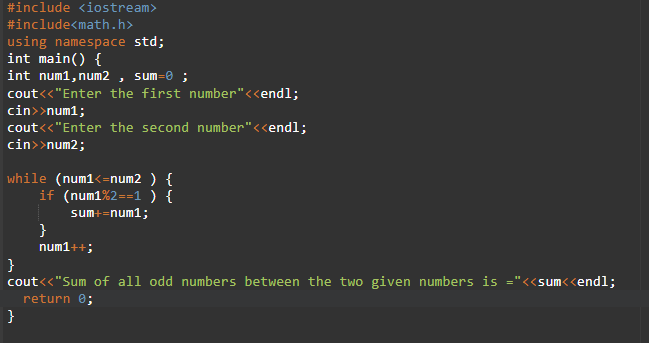 #include <iostream>
#include<math.h>
using namespace std;
int main() {
int num1,num2 , sum=0 ;
cout<<"Enter the first number"<<endl;
cin>>num1;
cout<<"Enter the second number"<<endl;
cin>>num2;

while (num1<=num2 ) {
    if (num1%2==1 ) {
        sum+=num1;
    }
    num1++;
}
cout<<"Sum of all odd numbers between the two given numbers is ="<<sum<<endl;
  return 0;
}